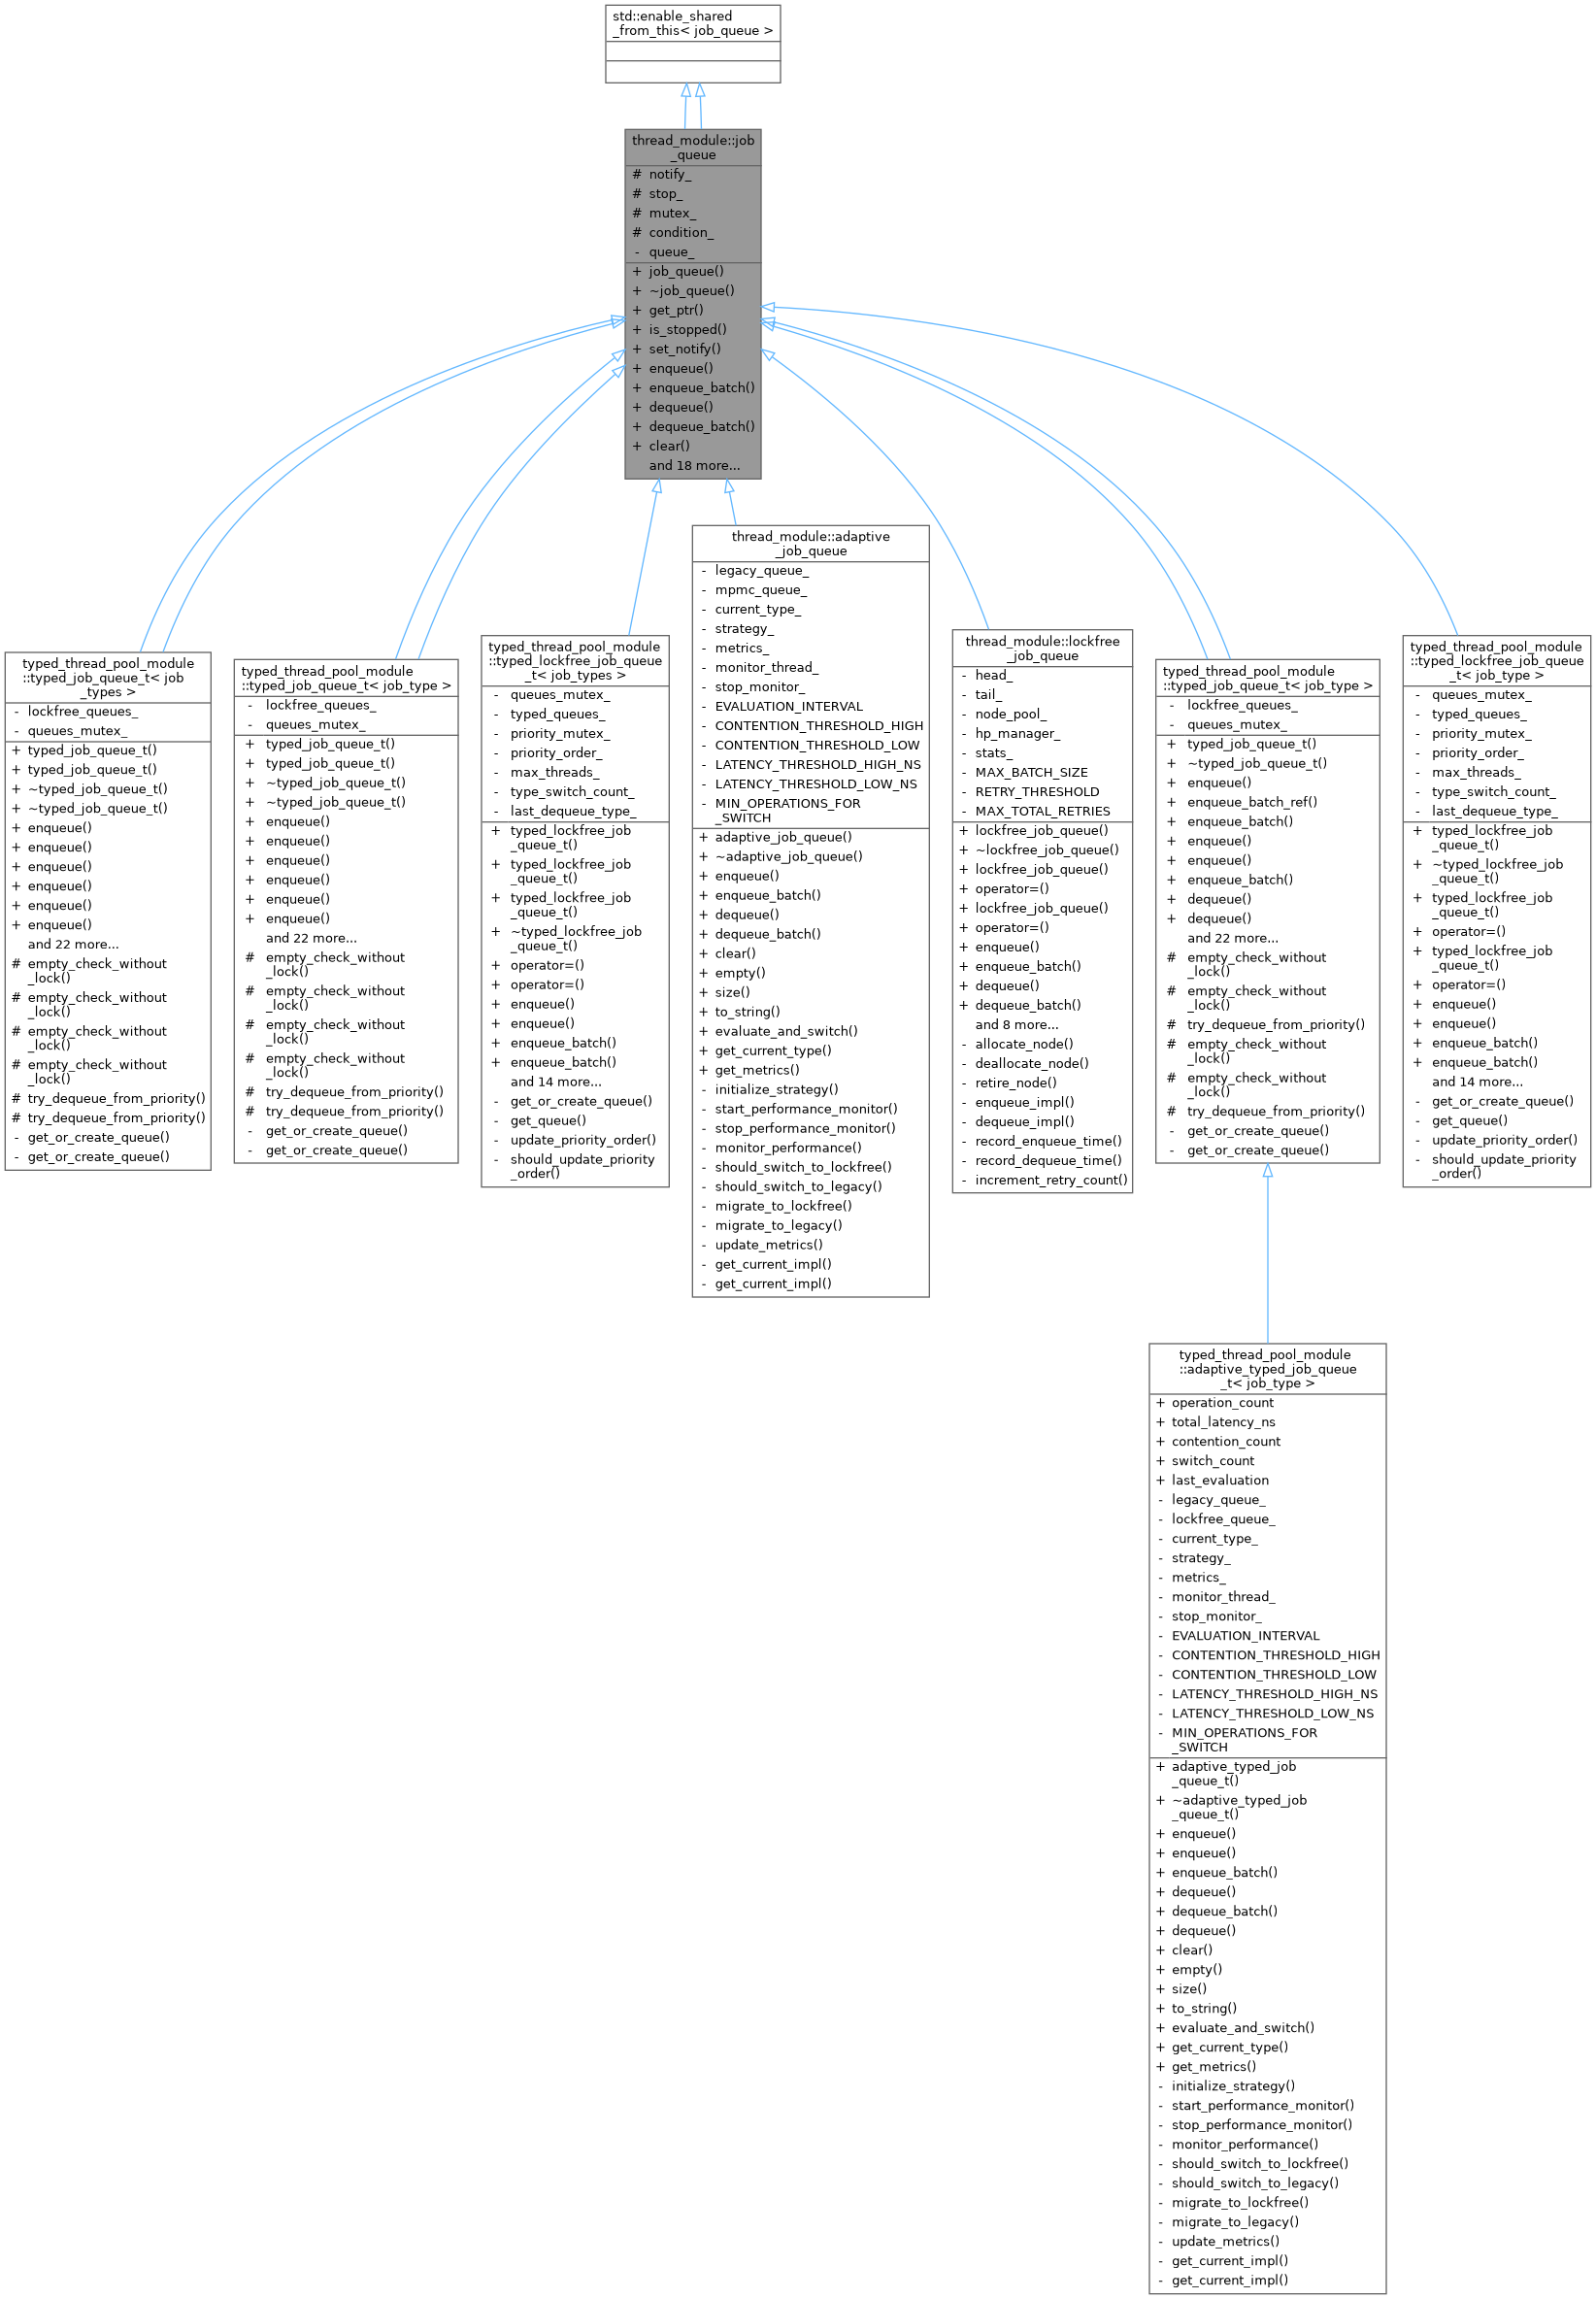 std::enable_shared
_from_this< job_queue >
thread_module::job
_queue
# notify_
# stop_
# mutex_
# condition_
- queue_
+ job_queue()
+ ~job_queue()
+ get_ptr()
+ is_stopped()
+ set_notify()
+ enqueue()
+ enqueue_batch()
+ dequeue()
+ dequeue_batch()
+ clear()
and 18 more...
typed_thread_pool_module
::typed_job_queue_t< job
_types >
- lockfree_queues_
- queues_mutex_
+ typed_job_queue_t()
+ typed_job_queue_t()
+ ~typed_job_queue_t()
+ ~typed_job_queue_t()
+ enqueue()
+ enqueue()
+ enqueue()
+ enqueue()
+ enqueue()
+ enqueue()
and 22 more...
# empty_check_without
_lock()
# empty_check_without
_lock()
# empty_check_without
_lock()
# empty_check_without
_lock()
# try_dequeue_from_priority()
# try_dequeue_from_priority()
- get_or_create_queue()
- get_or_create_queue()
typed_thread_pool_module
::typed_job_queue_t< job_type >
- lockfree_queues_
- queues_mutex_
+ typed_job_queue_t()
+ typed_job_queue_t()
+ ~typed_job_queue_t()
+ ~typed_job_queue_t()
+ enqueue()
+ enqueue()
+ enqueue()
+ enqueue()
+ enqueue()
+ enqueue()
and 22 more...
# empty_check_without
_lock()
# empty_check_without
_lock()
# empty_check_without
_lock()
# empty_check_without
_lock()
# try_dequeue_from_priority()
# try_dequeue_from_priority()
- get_or_create_queue()
- get_or_create_queue()
typed_thread_pool_module
::typed_lockfree_job_queue
_t< job_types >
- queues_mutex_
- typed_queues_
- priority_mutex_
- priority_order_
- max_threads_
- type_switch_count_
- last_dequeue_type_
+ typed_lockfree_job
_queue_t()
+ typed_lockfree_job
_queue_t()
+ typed_lockfree_job
_queue_t()
+ ~typed_lockfree_job
_queue_t()
+ operator=()
+ operator=()
+ enqueue()
+ enqueue()
+ enqueue_batch()
+ enqueue_batch()
and 14 more...
- get_or_create_queue()
- get_queue()
- update_priority_order()
- should_update_priority
_order()
thread_module::adaptive
_job_queue
- legacy_queue_
- mpmc_queue_
- current_type_
- strategy_
- metrics_
- monitor_thread_
- stop_monitor_
- EVALUATION_INTERVAL
- CONTENTION_THRESHOLD_HIGH
- CONTENTION_THRESHOLD_LOW
- LATENCY_THRESHOLD_HIGH_NS
- LATENCY_THRESHOLD_LOW_NS
- MIN_OPERATIONS_FOR
_SWITCH
+ adaptive_job_queue()
+ ~adaptive_job_queue()
+ enqueue()
+ enqueue_batch()
+ dequeue()
+ dequeue_batch()
+ clear()
+ empty()
+ size()
+ to_string()
+ evaluate_and_switch()
+ get_current_type()
+ get_metrics()
- initialize_strategy()
- start_performance_monitor()
- stop_performance_monitor()
- monitor_performance()
- should_switch_to_lockfree()
- should_switch_to_legacy()
- migrate_to_lockfree()
- migrate_to_legacy()
- update_metrics()
- get_current_impl()
- get_current_impl()
thread_module::lockfree
_job_queue
- head_
- tail_
- node_pool_
- hp_manager_
- stats_
- MAX_BATCH_SIZE
- RETRY_THRESHOLD
- MAX_TOTAL_RETRIES
+ lockfree_job_queue()
+ ~lockfree_job_queue()
+ lockfree_job_queue()
+ operator=()
+ lockfree_job_queue()
+ operator=()
+ enqueue()
+ enqueue_batch()
+ dequeue()
+ dequeue_batch()
and 8 more...
- allocate_node()
- deallocate_node()
- retire_node()
- enqueue_impl()
- dequeue_impl()
- record_enqueue_time()
- record_dequeue_time()
- increment_retry_count()
typed_thread_pool_module
::typed_job_queue_t< job_type >
- lockfree_queues_
- queues_mutex_
+ typed_job_queue_t()
+ ~typed_job_queue_t()
+ enqueue()
+ enqueue_batch_ref()
+ enqueue_batch()
+ enqueue()
+ enqueue()
+ enqueue_batch()
+ dequeue()
+ dequeue()
and 22 more...
# empty_check_without
_lock()
# empty_check_without
_lock()
# try_dequeue_from_priority()
# empty_check_without
_lock()
# empty_check_without
_lock()
# try_dequeue_from_priority()
- get_or_create_queue()
- get_or_create_queue()
typed_thread_pool_module
::typed_lockfree_job_queue
_t< job_type >
- queues_mutex_
- typed_queues_
- priority_mutex_
- priority_order_
- max_threads_
- type_switch_count_
- last_dequeue_type_
+ typed_lockfree_job
_queue_t()
+ ~typed_lockfree_job
_queue_t()
+ typed_lockfree_job
_queue_t()
+ operator=()
+ typed_lockfree_job
_queue_t()
+ operator=()
+ enqueue()
+ enqueue()
+ enqueue_batch()
+ enqueue_batch()
and 14 more...
- get_or_create_queue()
- get_queue()
- update_priority_order()
- should_update_priority
_order()
typed_thread_pool_module
::adaptive_typed_job_queue
_t< job_type >
+ operation_count
+ total_latency_ns
+ contention_count
+ switch_count
+ last_evaluation
- legacy_queue_
- lockfree_queue_
- current_type_
- strategy_
- metrics_
- monitor_thread_
- stop_monitor_
- EVALUATION_INTERVAL
- CONTENTION_THRESHOLD_HIGH
- CONTENTION_THRESHOLD_LOW
- LATENCY_THRESHOLD_HIGH_NS
- LATENCY_THRESHOLD_LOW_NS
- MIN_OPERATIONS_FOR
_SWITCH
+ adaptive_typed_job
_queue_t()
+ ~adaptive_typed_job
_queue_t()
+ enqueue()
+ enqueue()
+ enqueue_batch()
+ dequeue()
+ dequeue_batch()
+ dequeue()
+ clear()
+ empty()
+ size()
+ to_string()
+ evaluate_and_switch()
+ get_current_type()
+ get_metrics()
- initialize_strategy()
- start_performance_monitor()
- stop_performance_monitor()
- monitor_performance()
- should_switch_to_lockfree()
- should_switch_to_legacy()
- migrate_to_lockfree()
- migrate_to_legacy()
- update_metrics()
- get_current_impl()
- get_current_impl()